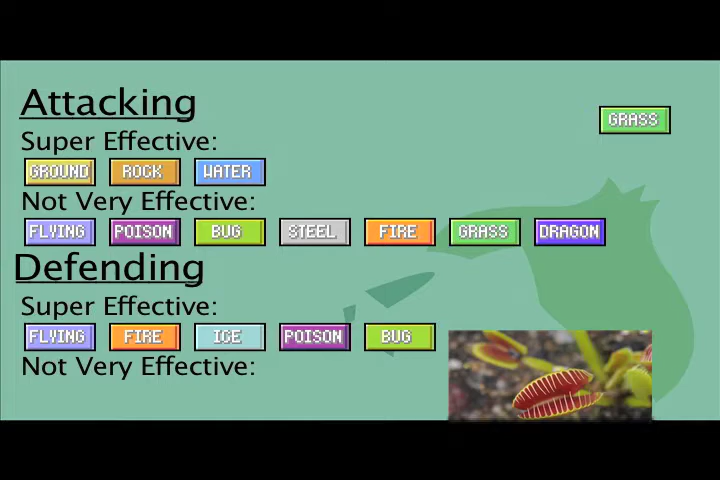 Attacking
GRASS
Super Effective:
GROUND ROCK WATER
Not Very Effective:
FLYING POISON BUG STEEL FIRE GRASS DRAGON
Defending
Super Effective:
FLYING FIRE ICE POISON BUG
Not Very Effective: